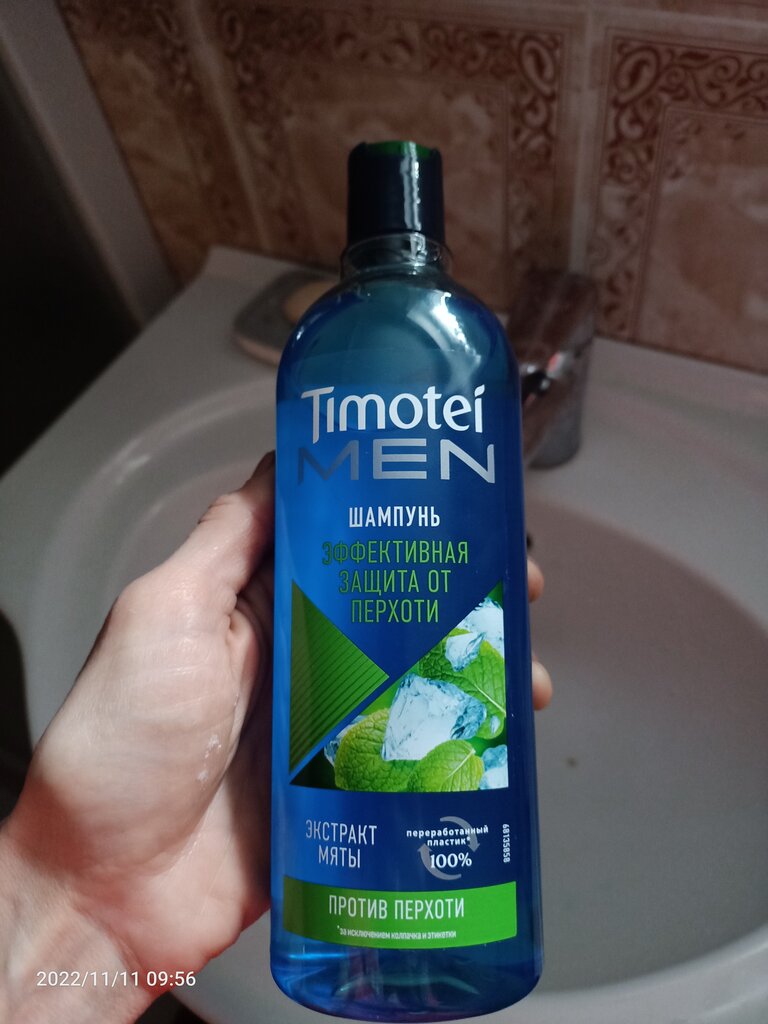 Timotei
MEN
ШАМПУНЬ
ЭФФЕКТИВНАЯ
ЗАЩИТА ОТ
ПЕРХОТИ
ЭКСТРАКТ
МЯТЫ
переработанный
пластик*
100%
68135858
ПРОТИВ ПЕРХОТИ
*за исключением колпачка и этикетки
2022/11/11 09:56